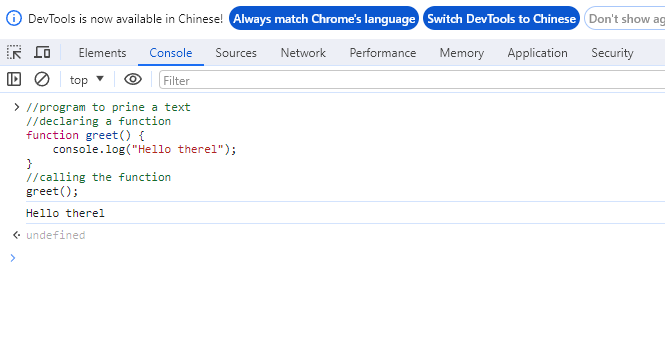 DevTools is now available in Chinese! Always match Chrome's language Switch DevTools to Chinese Don't show ag
Elements Console Sources Network Performance Memory Application Security
top Filter
//program to prine a text
//declaring a function
function greet() {
console.log("Hello therel");
}
//calling the function
greet();
Hello therel
undefined